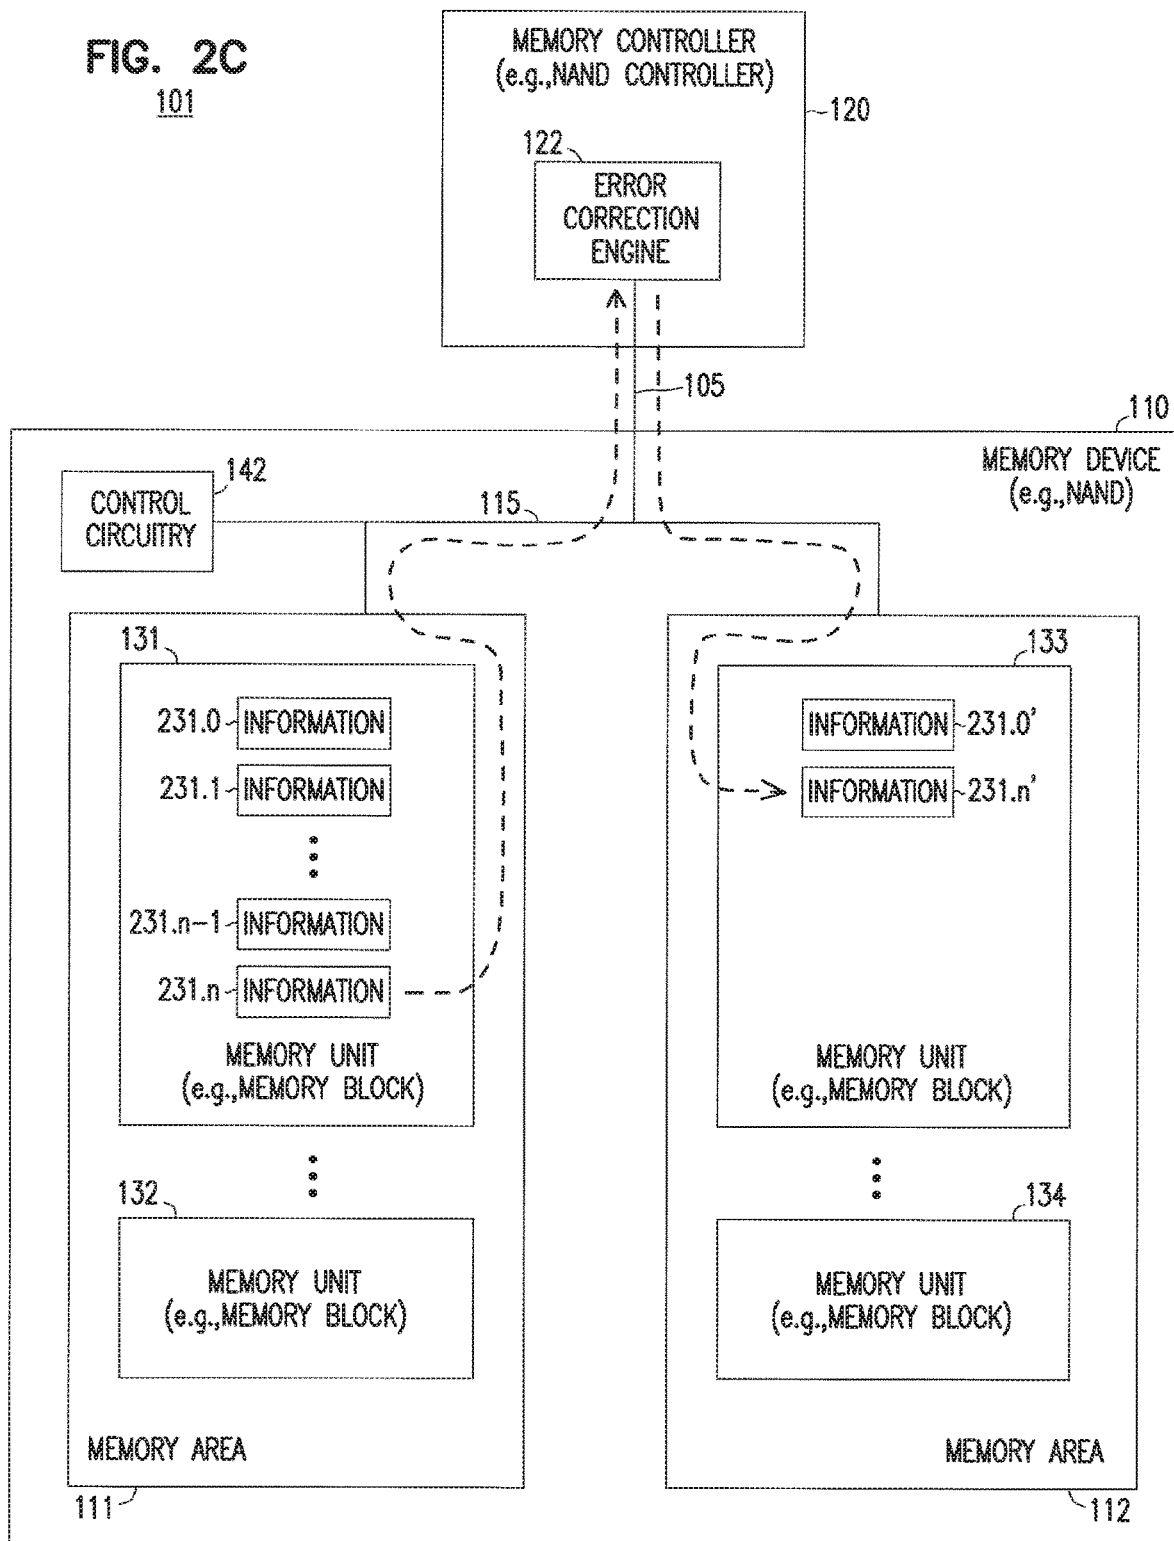 FIG. 2C
101
MEMORY CONTROLLER
(e.g.,NAND CONTROLLER)
120
122
ERROR
CORRECTION
ENGINE
105
110
MEMORY DEVICE
(e.g.,NAND)
142
CONTROL
CIRCUITRY
115
131
231.0 INFORMATION
231.1 INFORMATION
231.n-1 INFORMATION
231.n INFORMATION
MEMORY UNIT
(e.g.,MEMORY BLOCK)
132
MEMORY UNIT
(e.g.,MEMORY BLOCK)
MEMORY AREA
111
133
INFORMATION 231.0'
INFORMATION 231.n'
MEMORY UNIT
(e.g.,MEMORY BLOCK)
134
MEMORY UNIT
(e.g.,MEMORY BLOCK)
MEMORY AREA
112